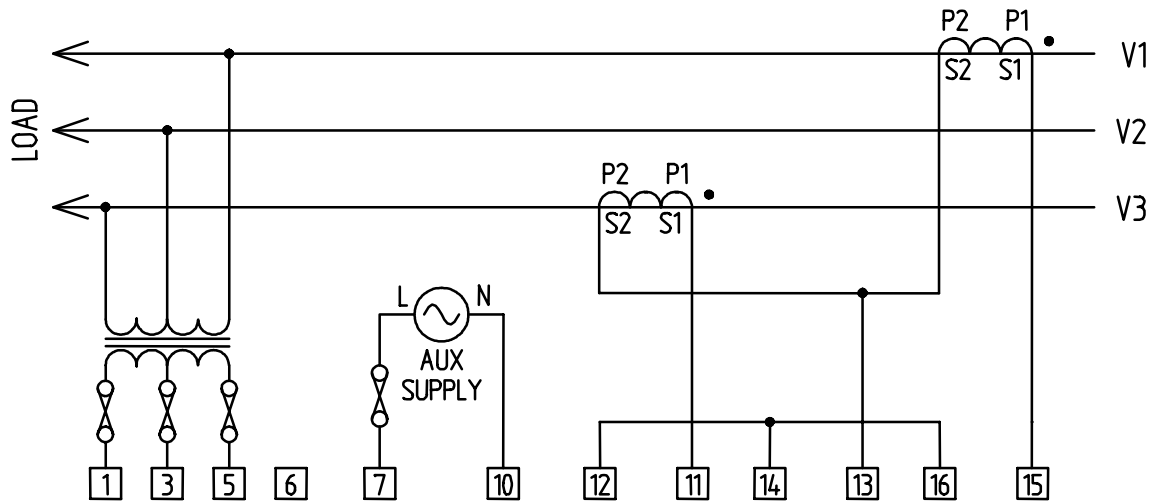 P2 P1
S2 S1
V1
LOAD
V2
P2 P1
S2 S1
V3
L N
AUX
SUPPLY
1 3 5 6 7 10 12 11 14 13 16 15